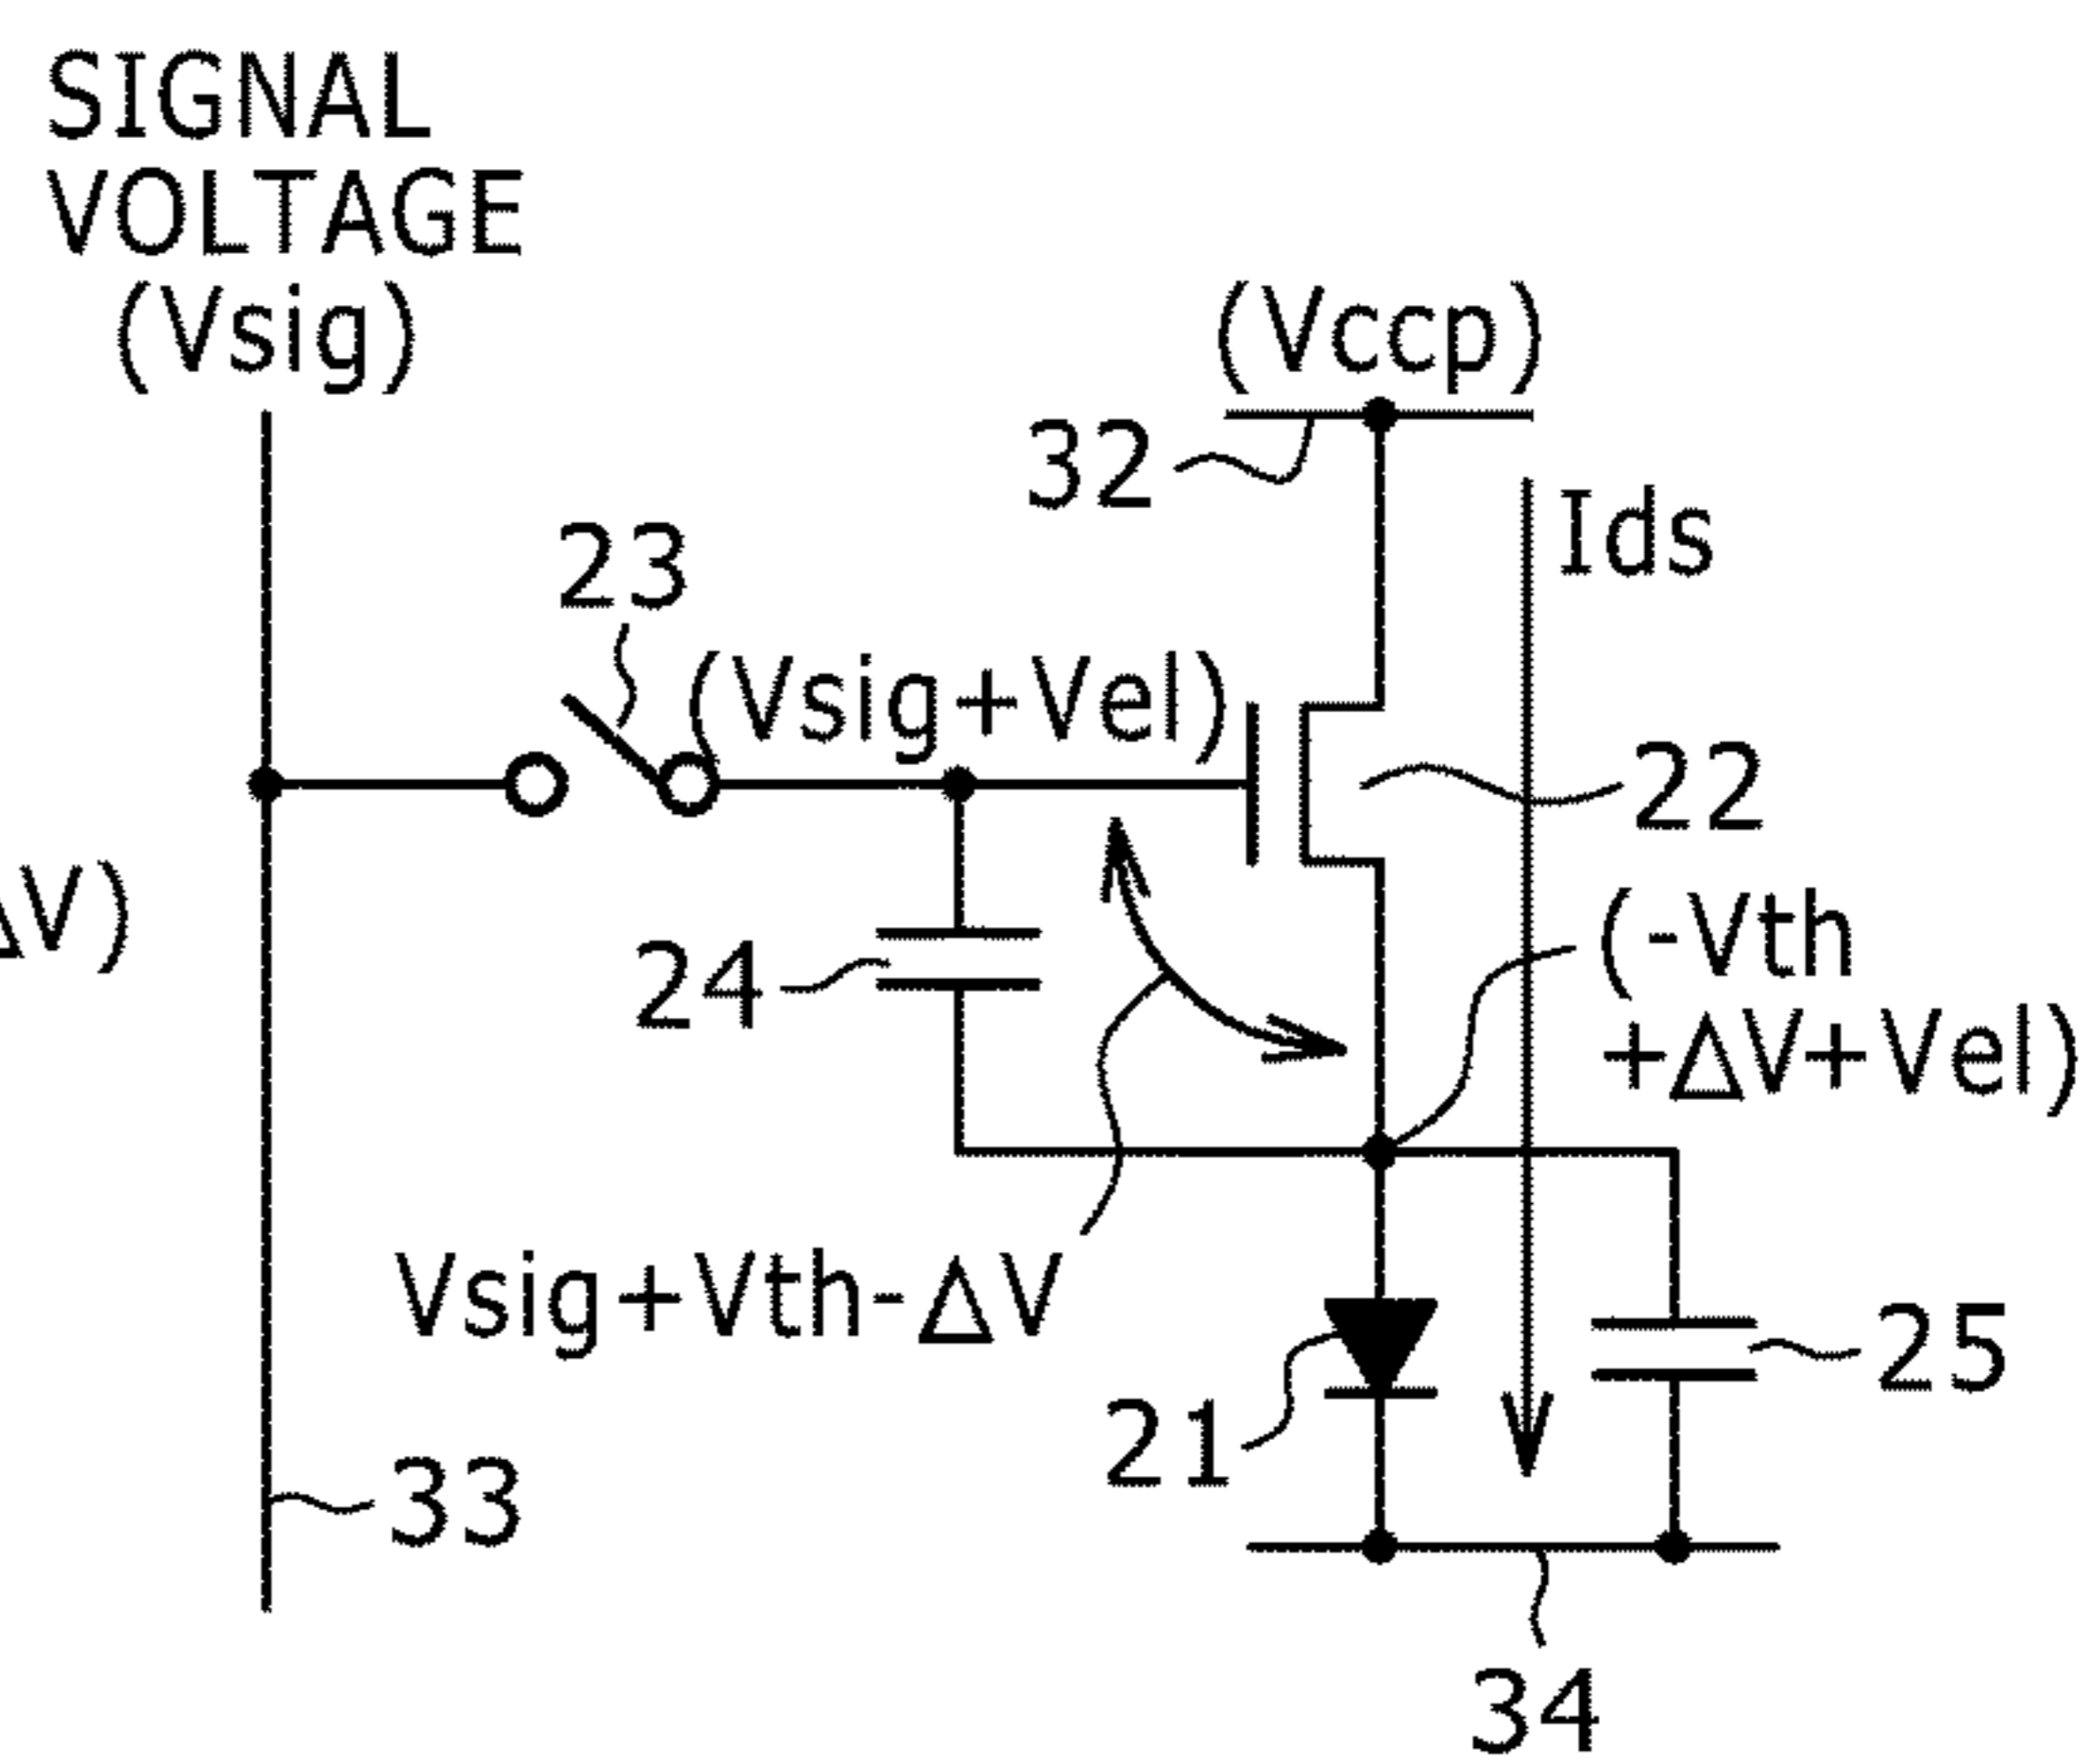 SIGNAL
VOLTAGE
(Vsig)
(Vccp)
32
Ids
23
(Vsig+Vel)
22
ΔV)
24
(-Vth
+ΔV+Vel)
Vsig+Vth-ΔV
25
21
33
34